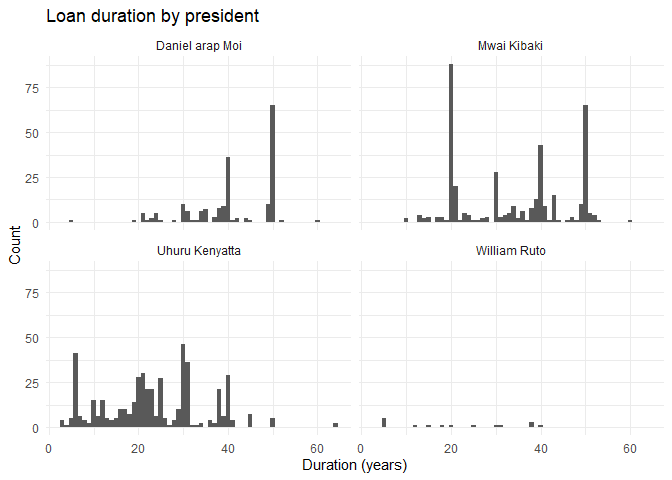 Loan duration by president
Daniel arap Moi
Mwai Kibaki
75
50
25
0
Uhuru Kenyatta
William Ruto
75
50
25
0
0 20 40 60 0 20 40 60
Duration (years)
Count